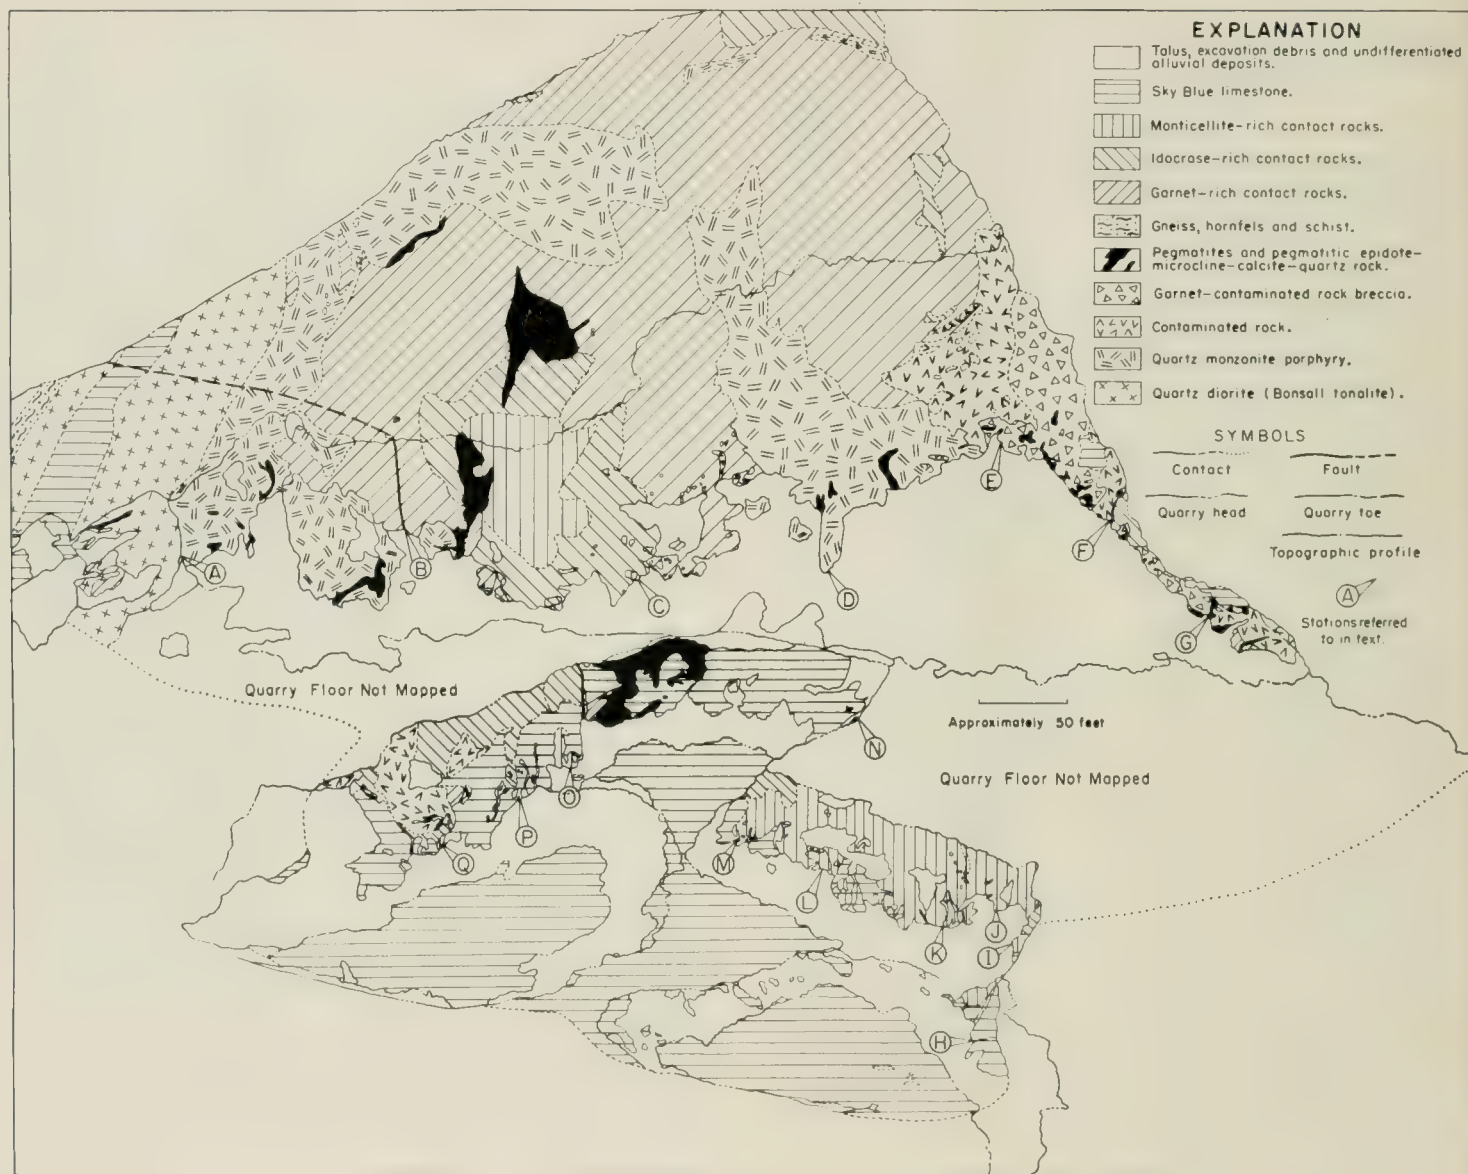 EXPLANATION
Talus, excavation debris and undifferentiated
alluvial deposits.
Sky Blue limestone.
Monticellite-rich contact rocks.
Idocrase-rich contact rocks.
Garnet-rich contact rocks.
Gneiss, hornfels and schist.
Pegmatites and pegmatitic epidote-
microcline-calcite-quartz rock.
Garnet-contaminated rock breccia.
Contaminated rock.
Quartz monzonite porphyry.
Quartz diorite (Bonsall tonalite).
SYMBOLS
Contact Fault
Quarry head Quarry toe
Topographic profile
A
Stations referred
to in text.
E
F
A
B
C
D
G
Quarry Floor Not Mapped
Approximately 50 feet
N
Quarry Floor Not Mapped
O
P
Q
M
L
J
K
I
H